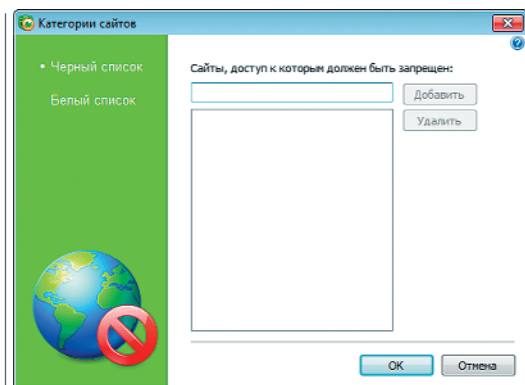 Категории сайтов
• Черный список
Белый список
Сайты, доступ к которым должен быть запрещен:
Добавить
Удалить
OK
Отмена